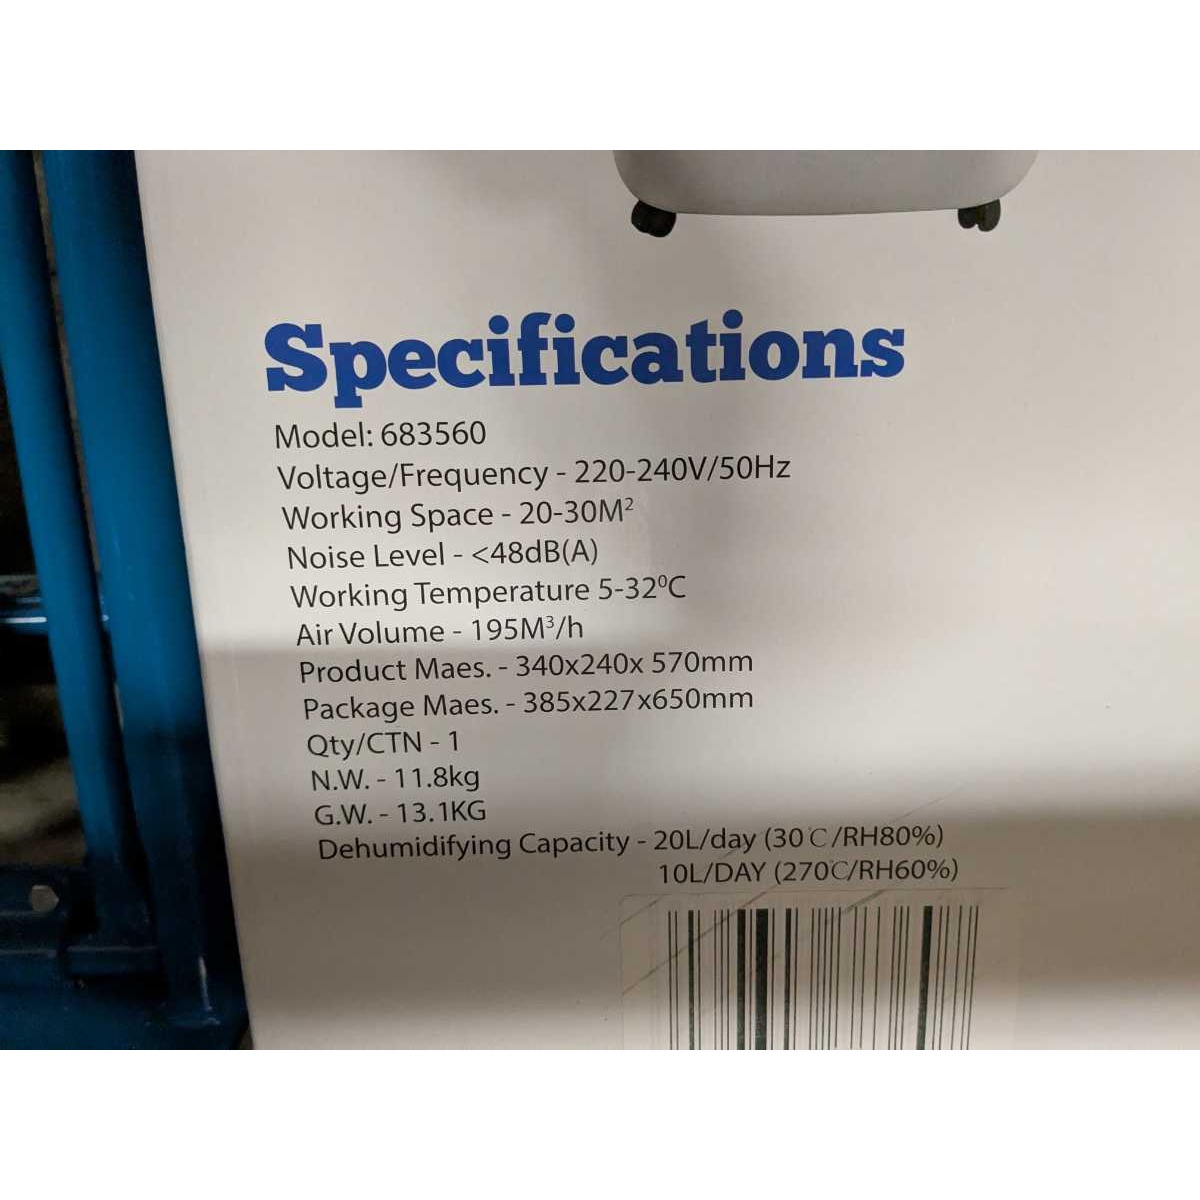 Specifications
Model: 683560
Voltage/Frequency - 220-240V/50Hz
Working Space - 20-30M²
Noise Level - <48dB(A)
Working Temperature 5-32⁰C
Air Volume - 195M³/h
Product Maes. - 340x240x 570mm
Package Maes. - 385x227x650mm
Qty/CTN - 1
N.W. - 11.8kg
G.W. - 13.1KG
Dehumidifying Capacity - 20L/day (30℃/RH80%)
10L/DAY (270C/RH60%)